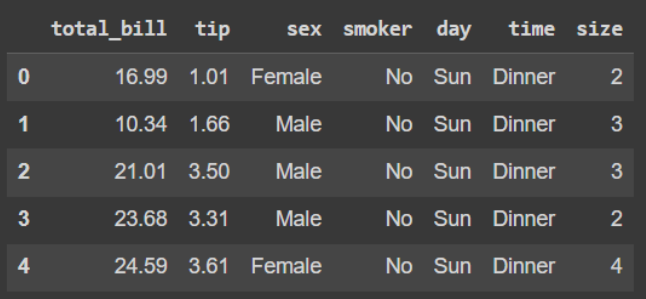 total_bill tip sex smoker day time size
0 16.99 1.01 Female No Sun Dinner 2
1 10.34 1.66 Male No Sun Dinner 3
2 21.01 3.50 Male No Sun Dinner 3
3 23.68 3.31 Male No Sun Dinner 2
4 24.59 3.61 Female No Sun Dinner 4